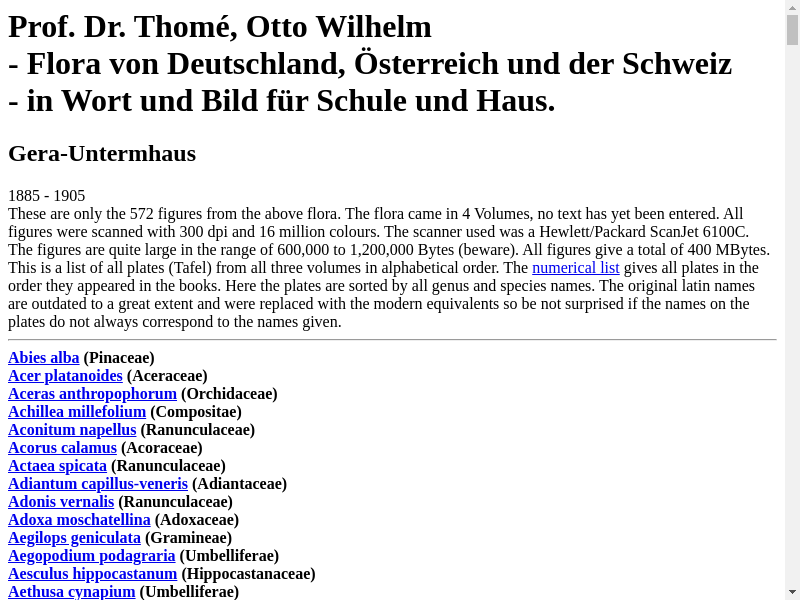 Prof. Dr. Thomé, Otto Wilhelm
- Flora von Deutschland, Österreich und der Schweiz
- in Wort und Bild für Schule und Haus.
Gera-Untermhaus
1885 - 1905
These are only the 572 figures from the above flora. The flora came in 4 Volumes, no text has yet been entered. All
figures were scanned with 300 dpi and 16 million colours. The scanner used was a Hewlett/Packard ScanJet 6100C.
The figures are quite large in the range of 600,000 to 1,200,000 Bytes (beware). All figures give a total of 400 MBytes.
This is a list of all plates (Tafel) from all three volumes in alphabetical order. The numerical list gives all plates in the
order they appeared in the books. Here the plates are sorted by all genus and species names. The original latin names
are outdated to a great extent and were replaced with the modern equivalents so be not surprised if the names on the
plates do not always correspond to the names given.
Abies alba (Pinaceae)
Acer platanoides (Aceraceae)
Aceras anthropophorum (Orchidaceae)
Achillea millefolium (Compositae)
Aconitum napellus (Ranunculaceae)
Acorus calamus (Acoraceae)
Actaea spicata (Ranunculaceae)
Adiantum capillus-veneris (Adiantaceae)
Adonis vernalis (Ranunculaceae)
Adoxa moschatellina (Adoxaceae)
Aegilops geniculata (Gramineae)
Aegopodium podagraria (Umbelliferae)
Aesculus hippocastanum (Hippocastanaceae)
Aethusa cynapium (Umbelliferae)